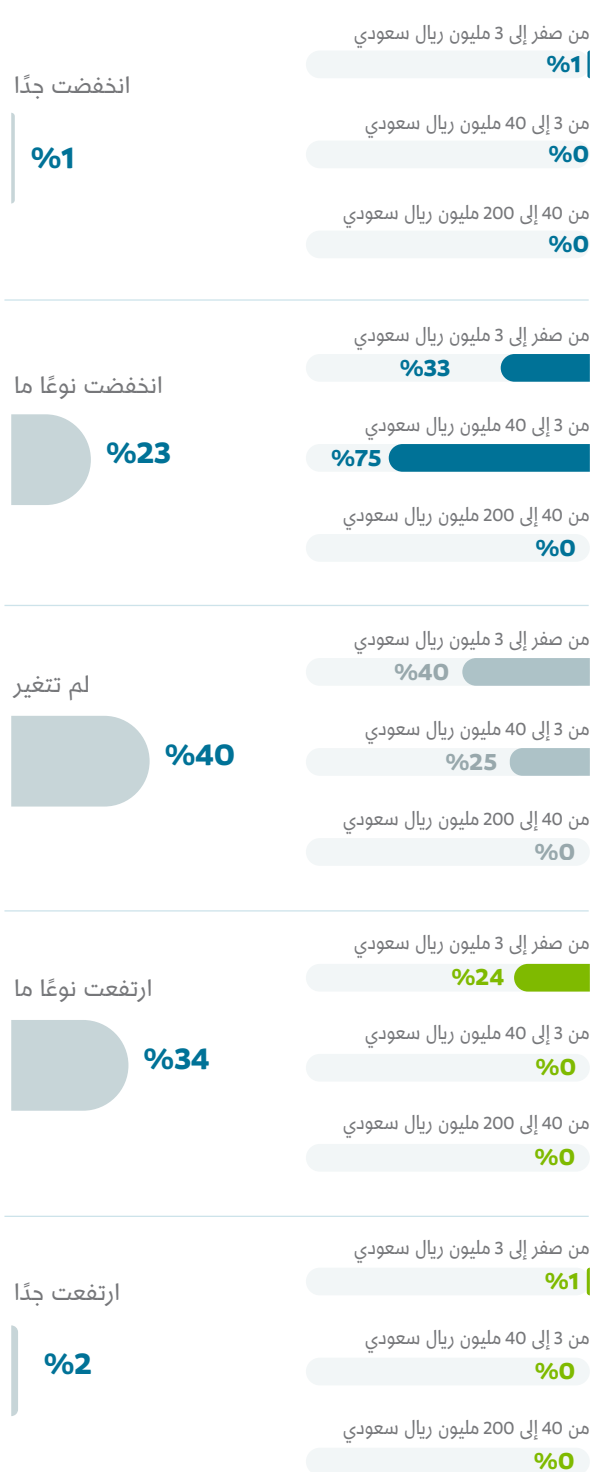 من صفر إلى 3 مليون ريال سعودي
%1
من 3 إلى 40 مليون ريال سعودي
%0
من 40 إلى 200 مليون ريال سعودي
%0
انخفضت جدًا
%1
من صفر إلى 3 مليون ريال سعودي
%33
من 3 إلى 40 مليون ريال سعودي
%75
من 40 إلى 200 مليون ريال سعودي
%0
انخفضت نوعًا ما
%23
من صفر إلى 3 مليون ريال سعودي
%40
من 3 إلى 40 مليون ريال سعودي
%25
من 40 إلى 200 مليون ريال سعودي
%0
لم تتغير
%40
من صفر إلى 3 مليون ريال سعودي
%24
من 3 إلى 40 مليون ريال سعودي
%0
من 40 إلى 200 مليون ريال سعودي
%0
ارتفعت نوعًا ما
%34
من صفر إلى 3 مليون ريال سعودي
%1
من 3 إلى 40 مليون ريال سعودي
%0
من 40 إلى 200 مليون ريال سعودي
%0
ارتفعت جدًا
%2